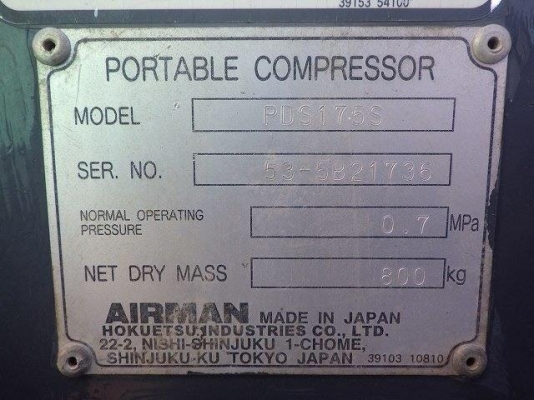 39153 54100
PORTABLE COMPRESSOR
MODEL PDS175S
SER. NO. 53-5B21736
NORMAL OPERATING
PRESSURE 0.7 MPa
NET DRY MASS 800 kg
AIRMAN MADE IN JAPAN
HOKUETSU INDUSTRIES CO., LTD.
22-2, NISHI-SHINJUKU 1-CHOME,
SHINJUKU-KU TOKYO JAPAN 39103 10810